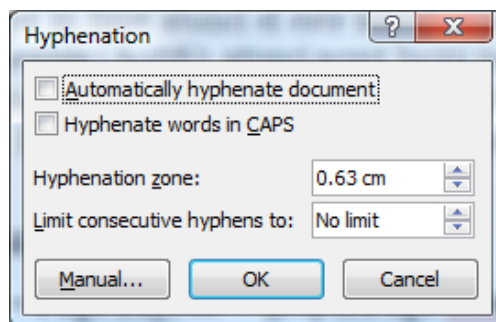 Hyphenation
Automatically hyphenate document
Hyphenate words in CAPS
Hyphenation zone: 0.63 cm
Limit consecutive hyphens to: No limit
Manual... OK Cancel